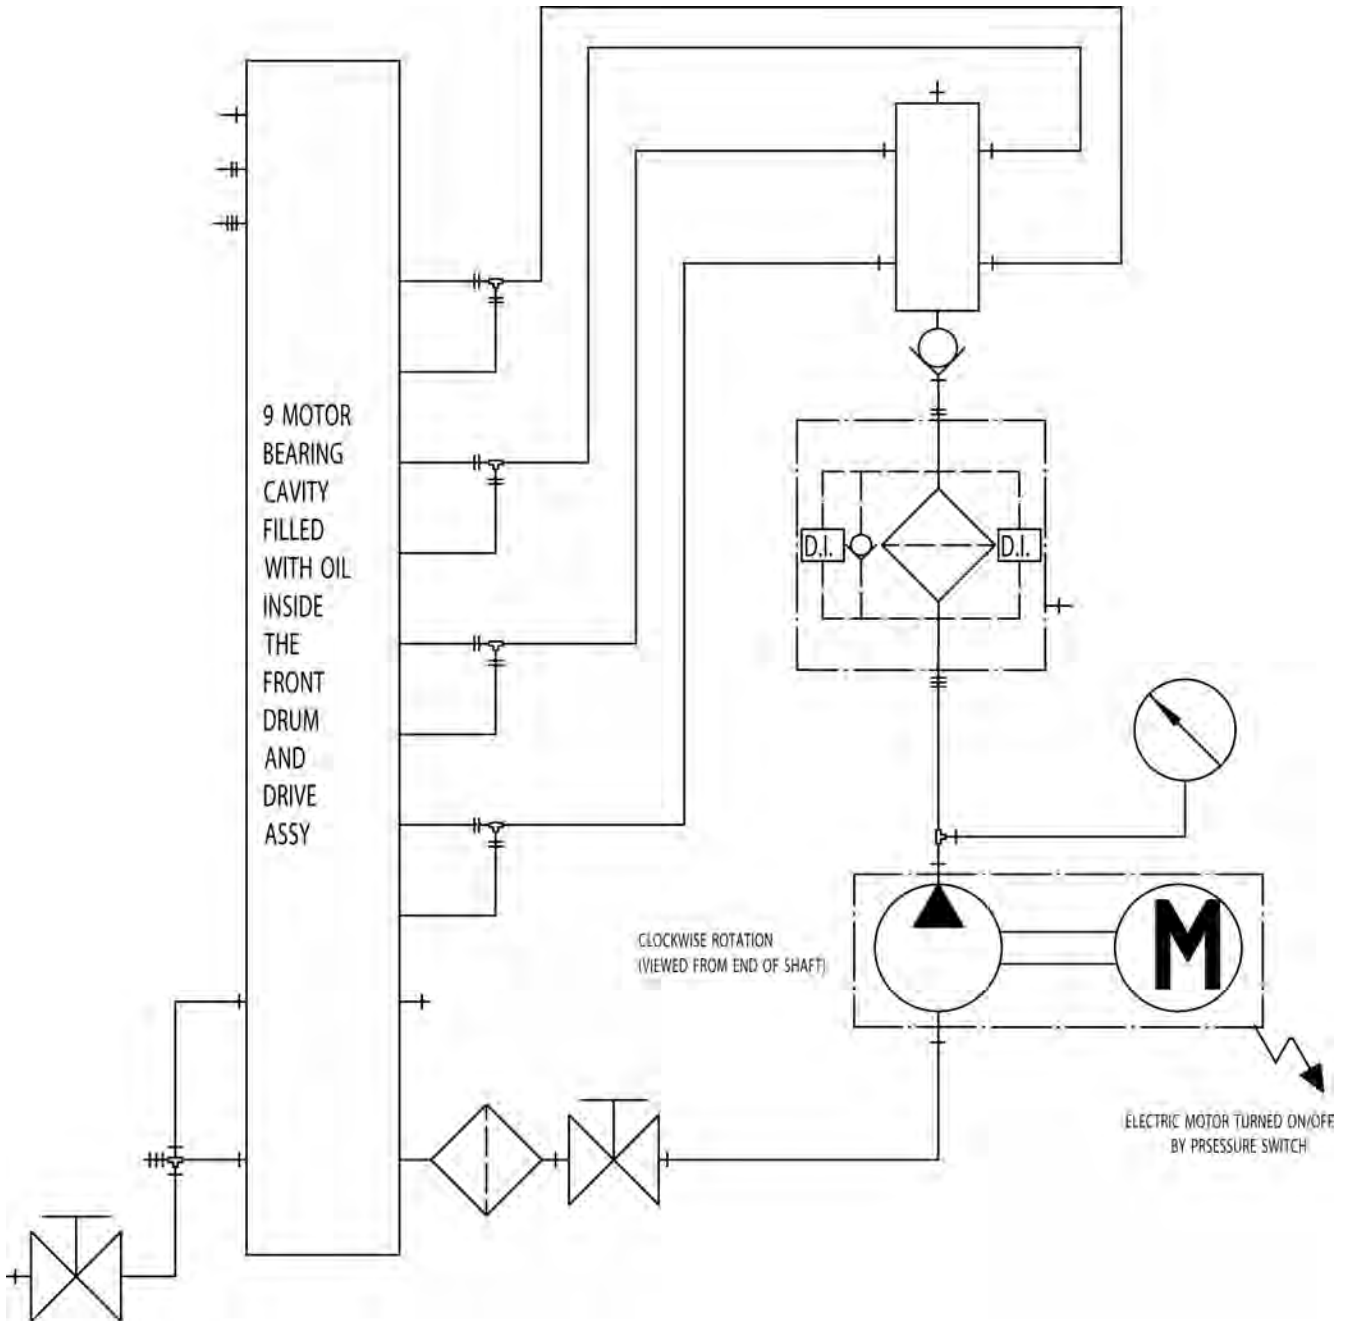 9 MOTOR
BEARING
CAVITY
FILLED
WITH OIL
INSIDE
THE
FRONT
DRUM
AND
DRIVE
ASSY
D.I.
D.I.
CLOCKWISE ROTATION
(VIEWED FROM END OF SHAFT)
M
ELECTRIC MOTOR TURNED ON/OFF
BY PRSESSURE SWITCH